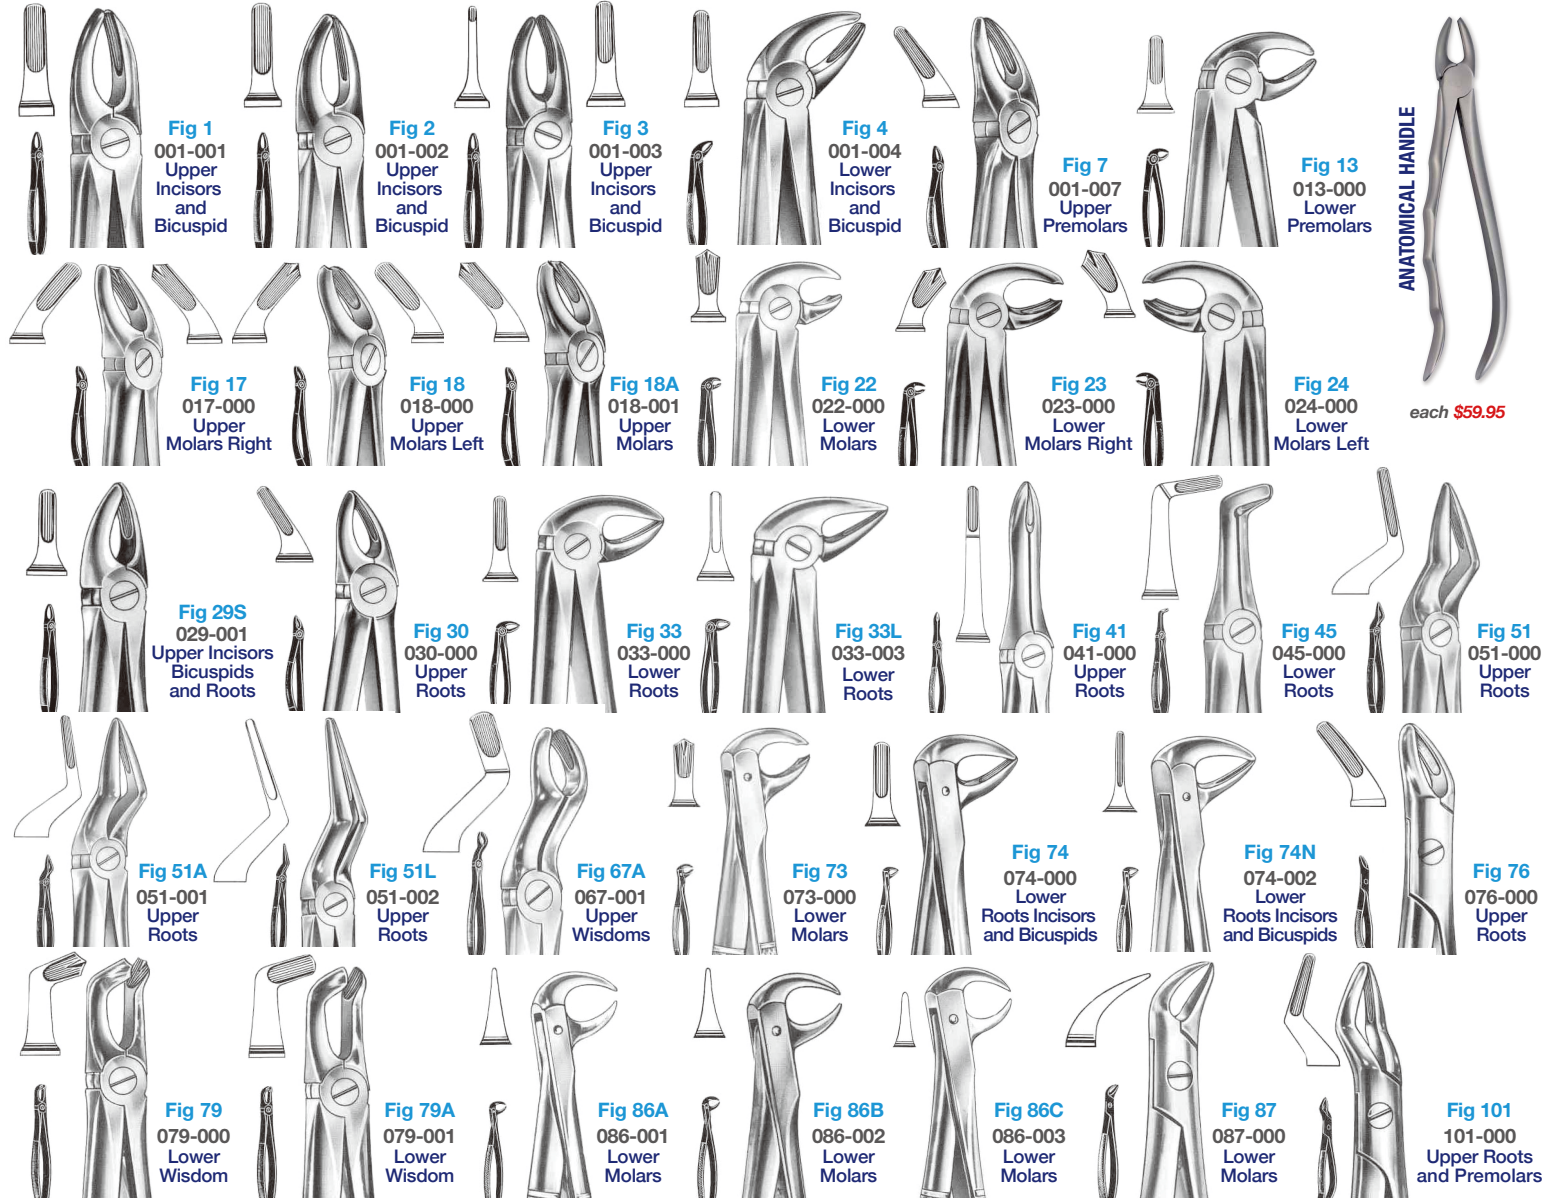 Fig 1
001-001
Upper
Incisors
and
Bicuspid
Fig 2
001-002
Upper
Incisors
and
Bicuspid
Fig 3
001-003
Upper
Incisors
and
Bicuspid
Fig 4
001-004
Lower
Incisors
and
Bicuspid
Fig 7
001-007
Upper
Premolars
Fig 13
013-000
Lower
Premolars
ANATOMICAL HANDLE
each $59.95
Fig 17
017-000
Upper
Molars Right
Fig 18
018-000
Upper
Molars Left
Fig 18A
018-001
Upper
Molars
Fig 22
022-000
Lower
Molars
Fig 23
023-000
Lower
Molars Right
Fig 24
024-000
Lower
Molars Left
Fig 29S
029-001
Upper Incisors
Bicuspids
and Roots
Fig 30
030-000
Upper
Roots
Fig 33
033-000
Lower
Roots
Fig 33L
033-003
Lower
Roots
Fig 41
041-000
Upper
Roots
Fig 45
045-000
Lower
Roots
Fig 51
051-000
Upper
Roots
Fig 51A
051-001
Upper
Roots
Fig 51L
051-002
Upper
Roots
Fig 67A
067-001
Upper
Wisdoms
Fig 73
073-000
Lower
Molars
Fig 74
074-000
Lower
Roots Incisors
and Bicuspids
Fig 74N
074-002
Lower
Roots Incisors
and Bicuspids
Fig 76
076-000
Upper
Roots
Fig 79
079-000
Lower
Wisdom
Fig 79A
079-001
Lower
Wisdom
Fig 86A
086-001
Lower
Molars
Fig 86B
086-002
Lower
Molars
Fig 86C
086-003
Lower
Molars
Fig 87
087-000
Lower
Molars
Fig 101
101-000
Upper Roots
and Premolars